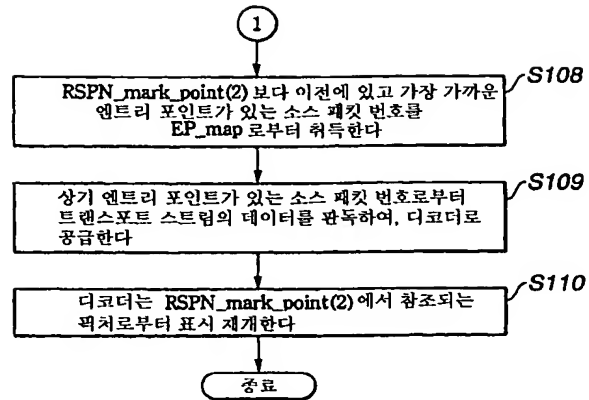 1
S108
RSPN_mark_point(2) 보다 이전에 있고 가장 가까운
엔트리 포인트가 있는 소스 패킷 번호를
EP_map 로부터 취득한다
S109
상기 엔트리 포인트가 있는 소스 패킷 번호로부터
트랜스포트 스트림의 데이터를 판독하여, 디코더로
공급한다
S110
디코더는 RSPN_mark_point(2) 에서 참조되는
픽처로부터 표시 재개한다
종료